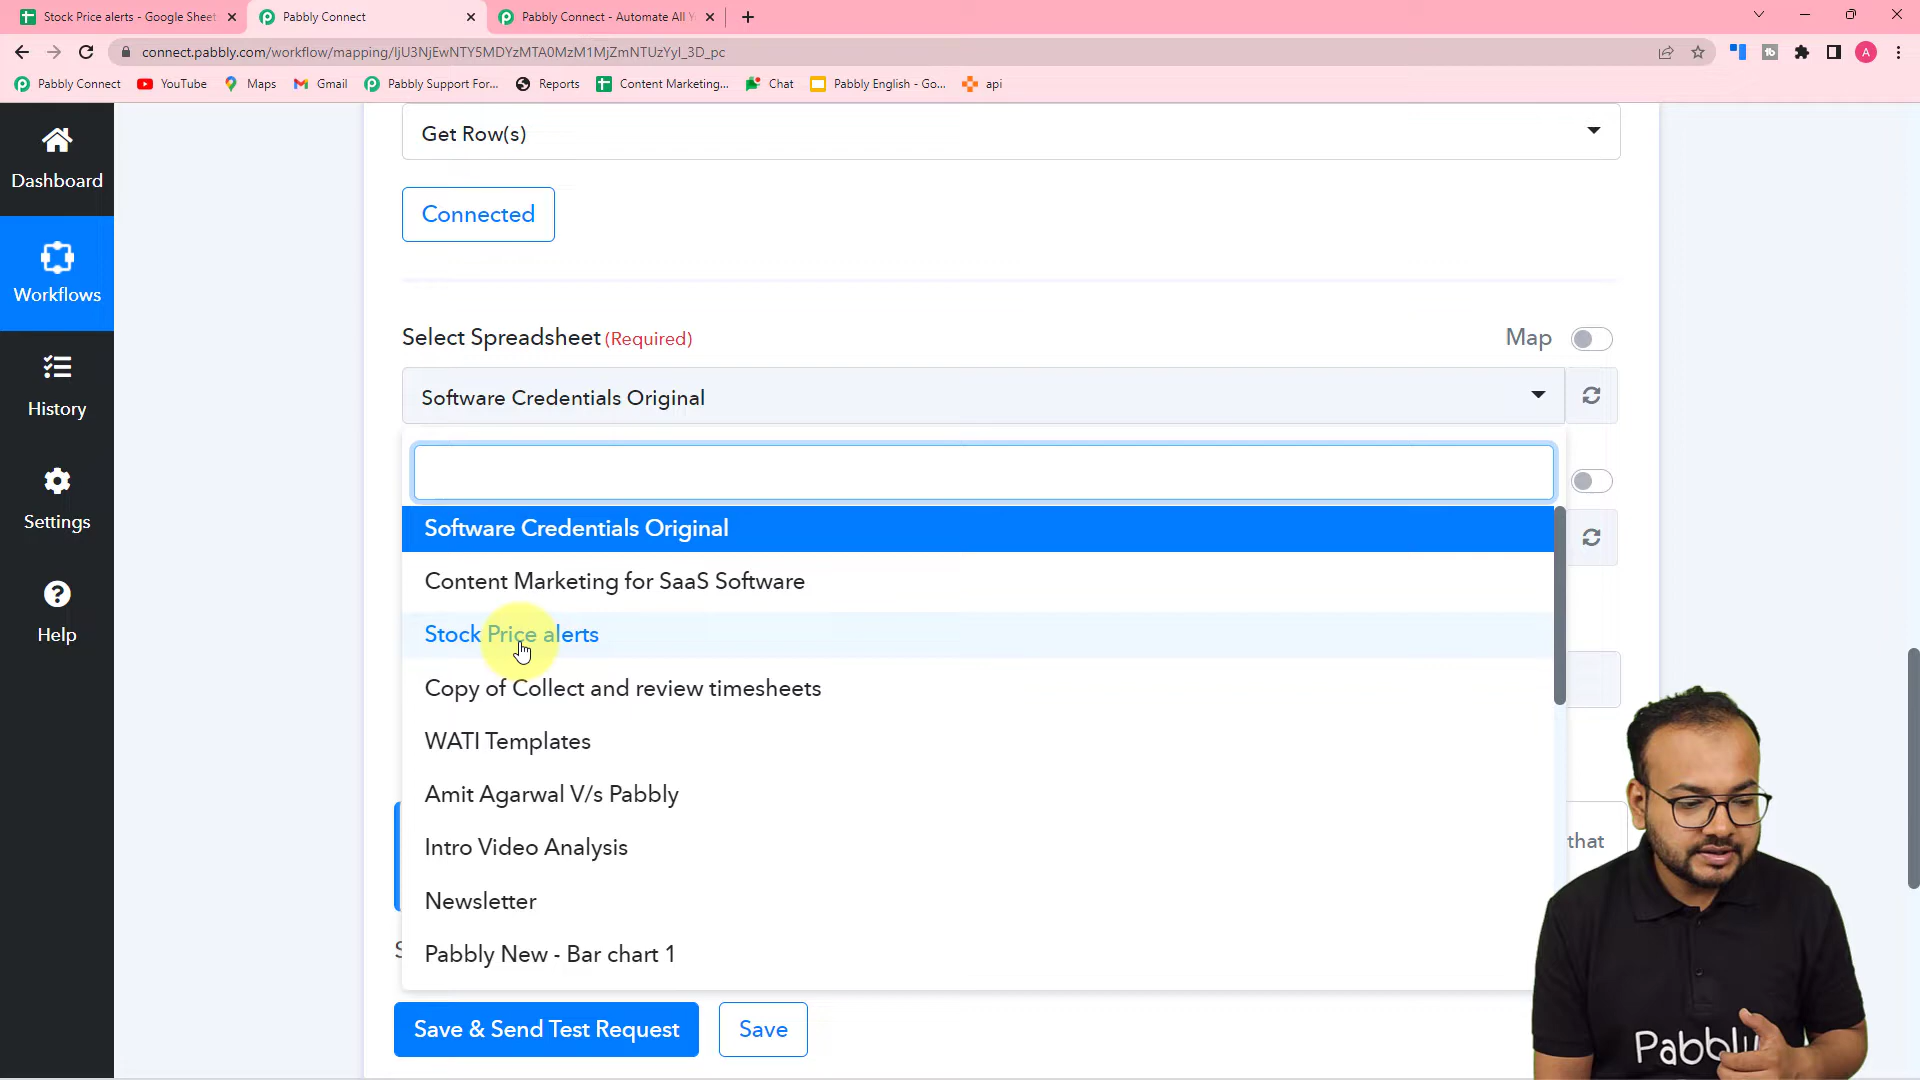 Stock Price alerts - Google Sheet
Pabbly Connect
Pabbly Connect - Automate All Y
connect.pabbly.com/workflow/mapping/IjU3NjEwNTY5MDYzMTA0MzM1MjZmNTUzYyI_3D_pc
Pabbly Connect
YouTube
Maps
Gmail
Pabbly Support For...
Reports
Content Marketing...
Chat
Pabbly English - Go...
api
A
Dashboard
Workflows
History
Settings
Help
Get Row(s)
Connected
Select Spreadsheet (Required)
Map
Software Credentials Original
Software Credentials Original
Content Marketing for SaaS Software
Stock Price alerts
Copy of Collect and review timesheets
WATI Templates
Amit Agarwal V/s Pabbly
Intro Video Analysis
Newsletter
Pabbly New - Bar chart 1
that
S
Save & Send Test Request
Save
Pabbly